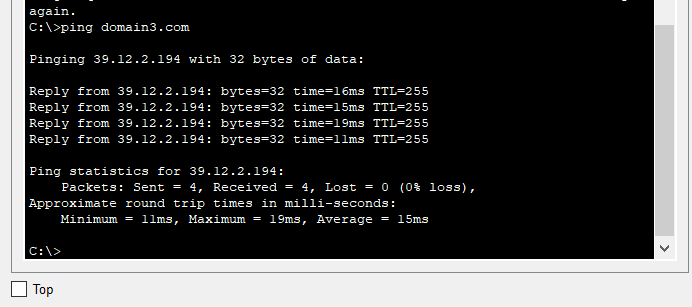 again.
C:\>ping domain3.com
Pinging 39.12.2.194 with 32 bytes of data:
Reply from 39.12.2.194: bytes=32 time=16ms TTL=255
Reply from 39.12.2.194: bytes=32 time=15ms TTL=255
Reply from 39.12.2.194: bytes=32 time=19ms TTL=255
Reply from 39.12.2.194: bytes=32 time=11ms TTL=255
Ping statistics for 39.12.2.194:
    Packets: Sent = 4, Received = 4, Lost = 0 (0% loss),
Approximate round trip times in milli-seconds:
    Minimum = 11ms, Maximum = 19ms, Average = 15ms
C:\>
Top